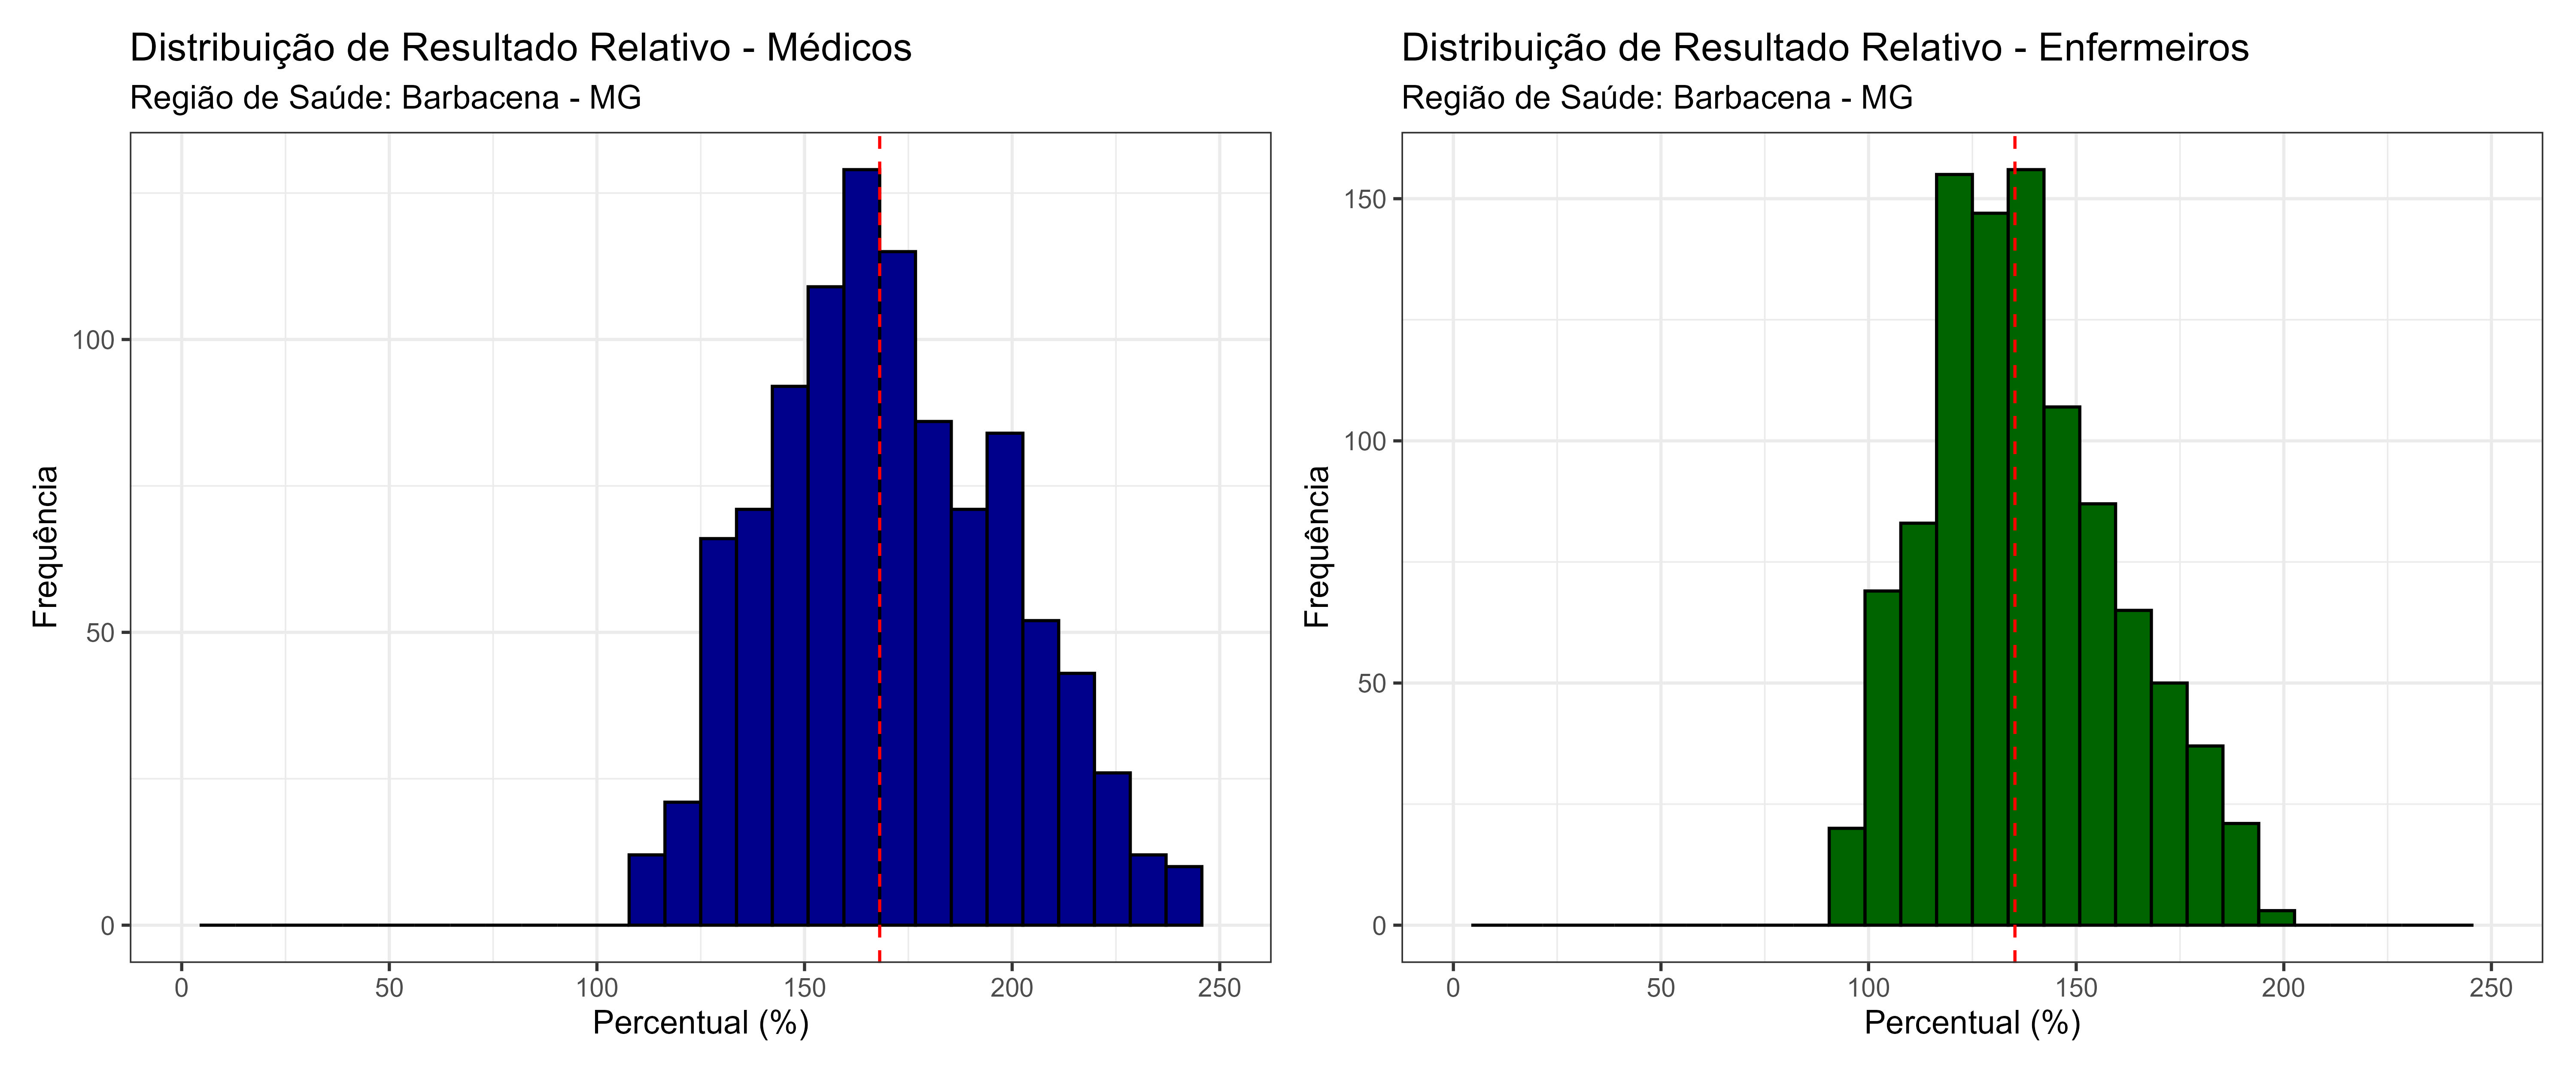 Distribuição de Resultado Relativo - Médicos
Região de Saúde: Barbacena - MG
Frequência
100
50
0
0 50 100 150 200 250
Percentual (%)
Distribuição de Resultado Relativo - Enfermeiros
Região de Saúde: Barbacena - MG
Frequência
150
100
50
0
0 50 100 150 200 250
Percentual (%)